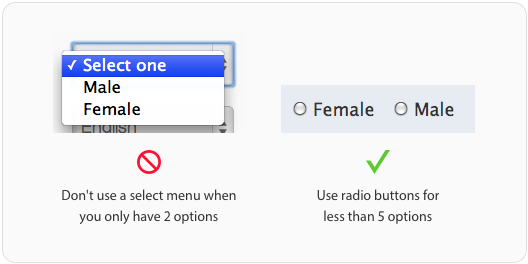 ✓ Select one
Male
Female
English
Don't use a select menu when
you only have 2 options
Female Male
Use radio buttons for
less than 5 options